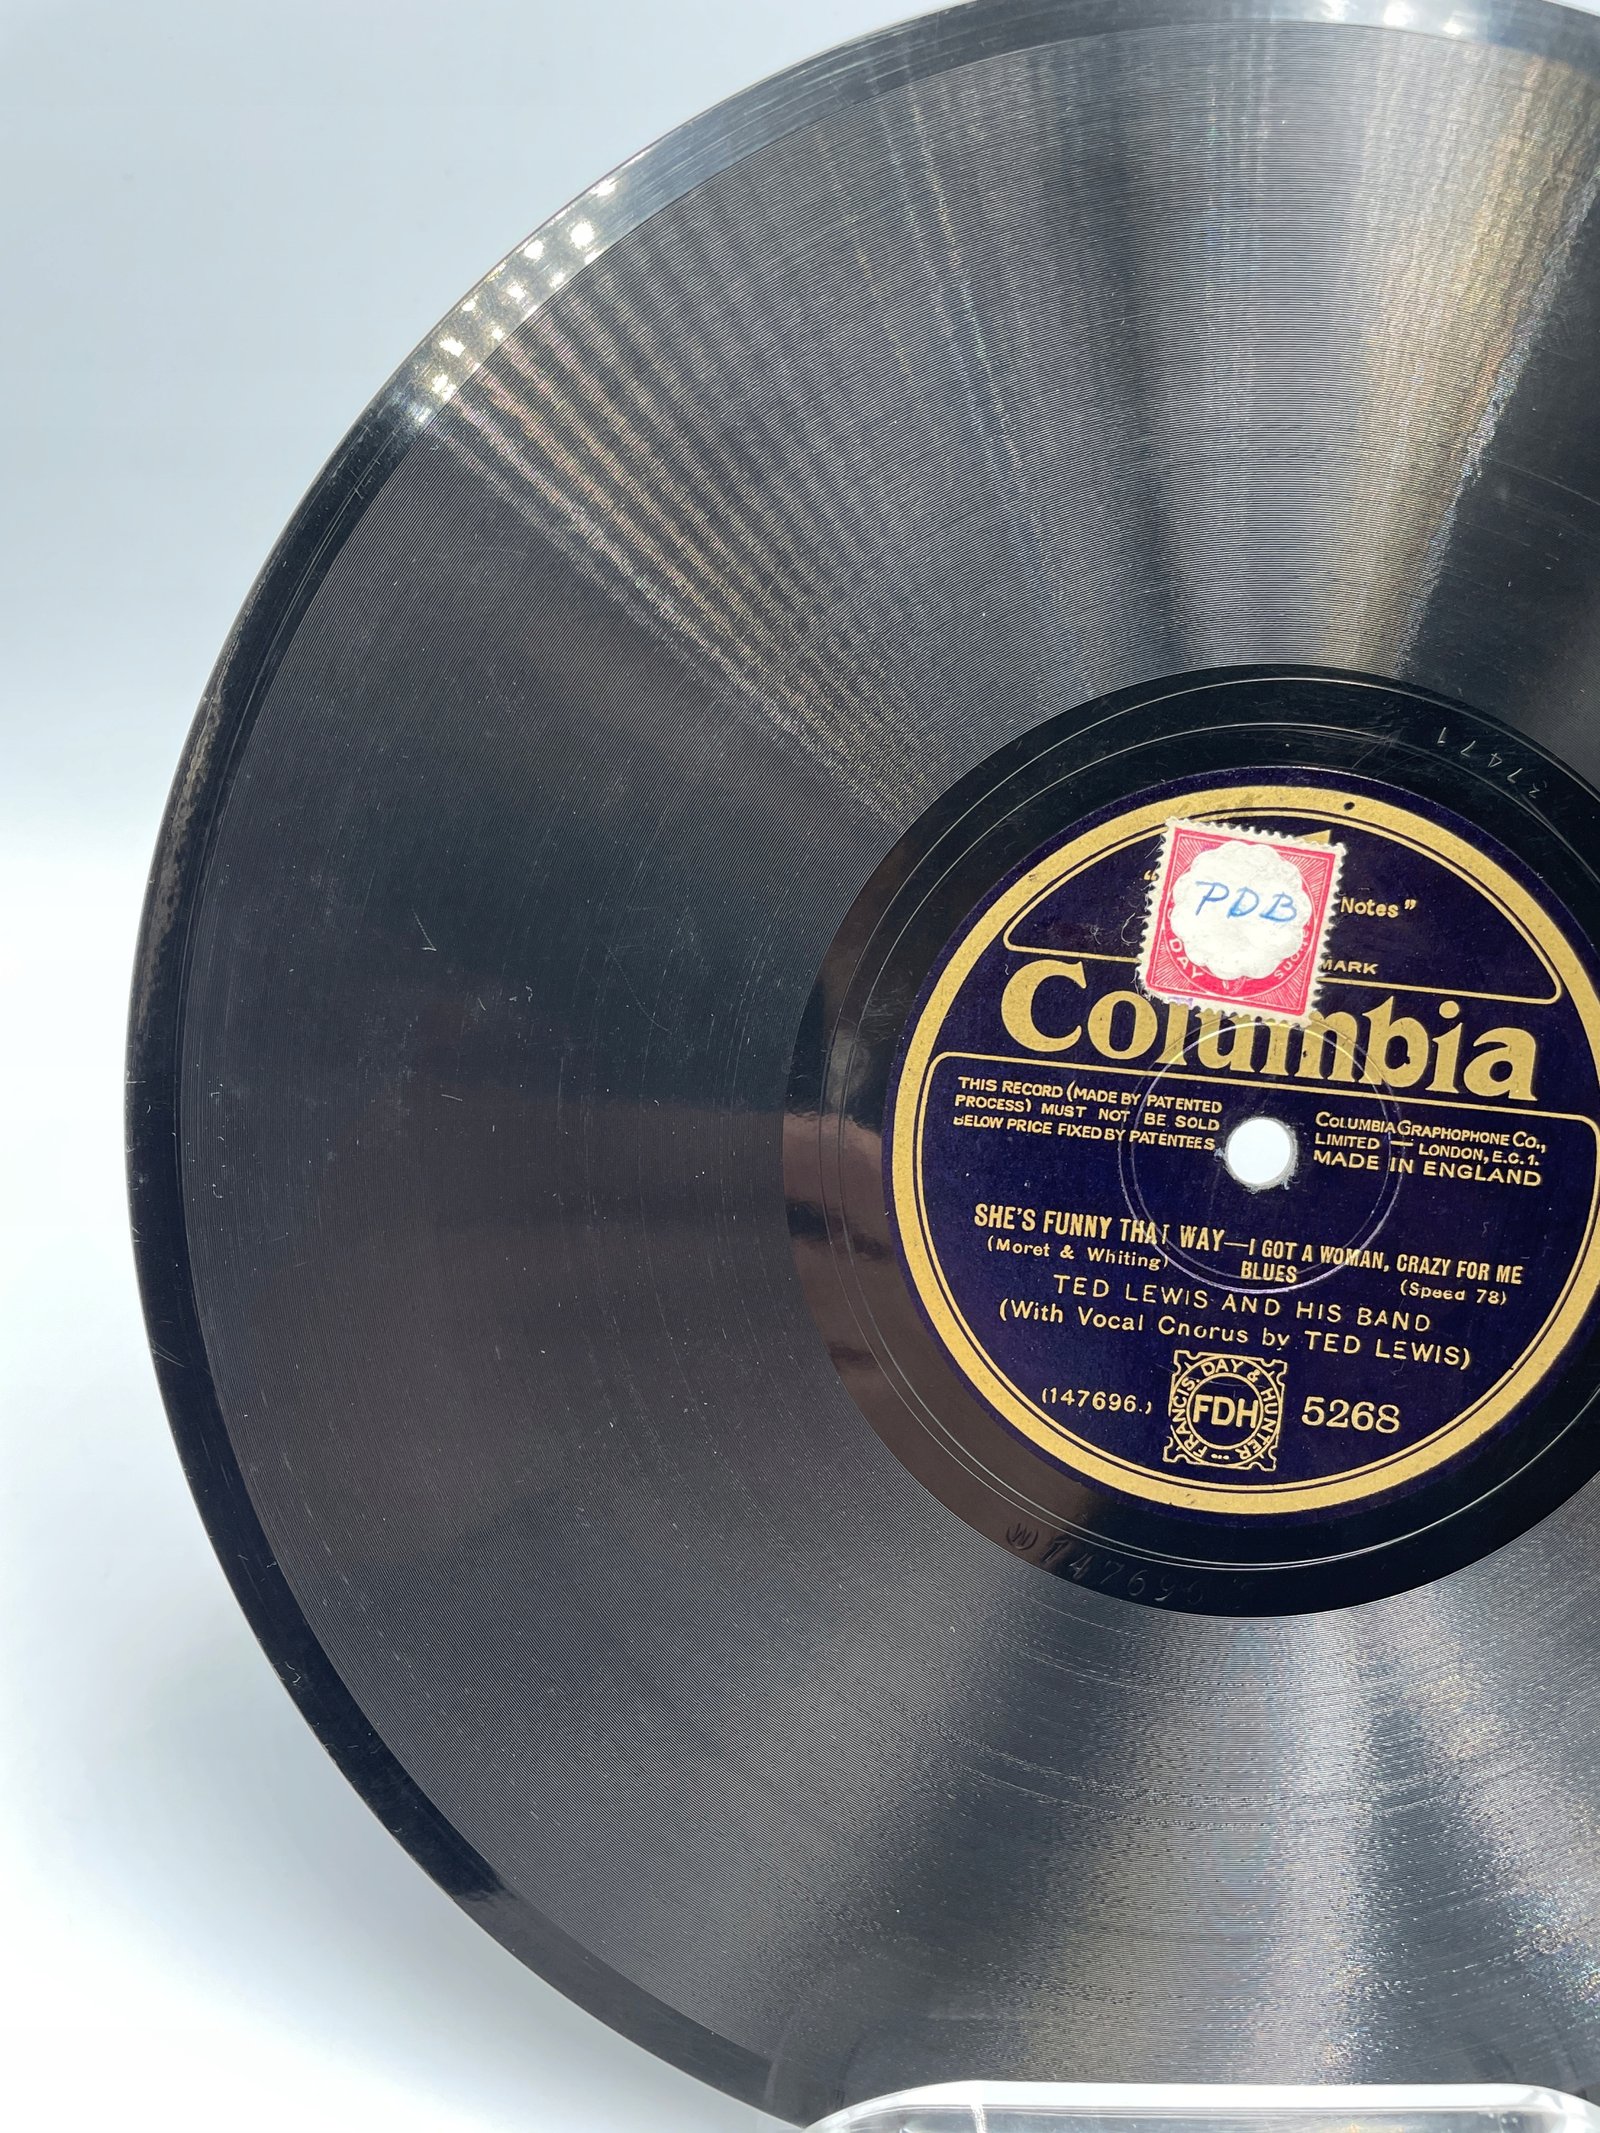 37471
PDB
DAY
Notes"
MARK
Columbia
THIS RECORD (MADE BY PATENTED
PROCESS) MUST NOT BE SOLD
BELOW PRICE FIXED BY PATENTEES
COLUMBIA GRAPHOPHONE CO.,
LIMITED — LONDON, E.C.1.
MADE IN ENGLAND
SHE'S FUNNY THAT WAY—I GOT A WOMAN, CRAZY FOR ME
(Moret & Whiting)
BLUES
(Speed 78)
TED LEWIS AND HIS BAND
(With Vocal Chorus by TED LEWIS)
(147696.)
FRANCIS, DAY & HUNTER
FDH
5268
(W) 147696